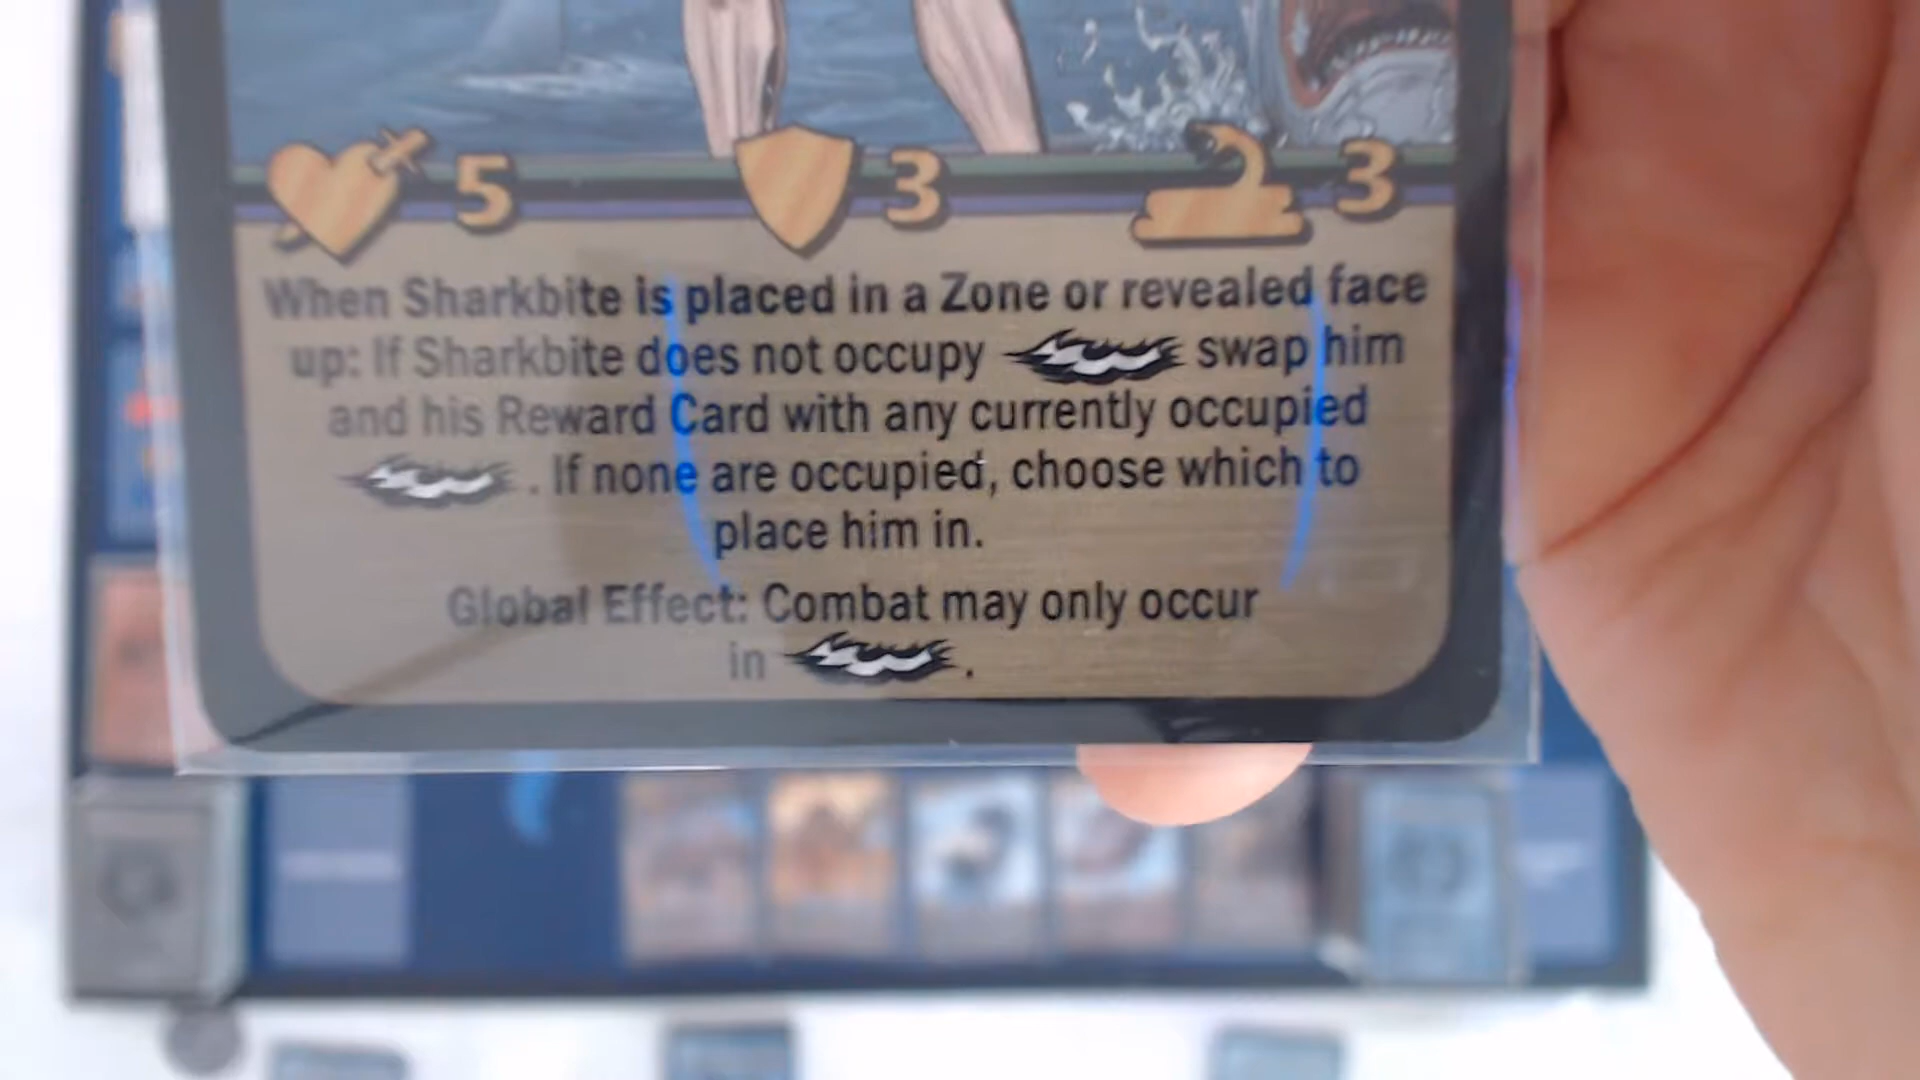 5 3 3
When Sharkbite is placed in a Zone or revealed face
up: If Sharkbite does not occupy swap him
and his Reward Card with any currently occupied
. If none are occupied, choose which to
place him in.
Global Effect: Combat may only occur
in .